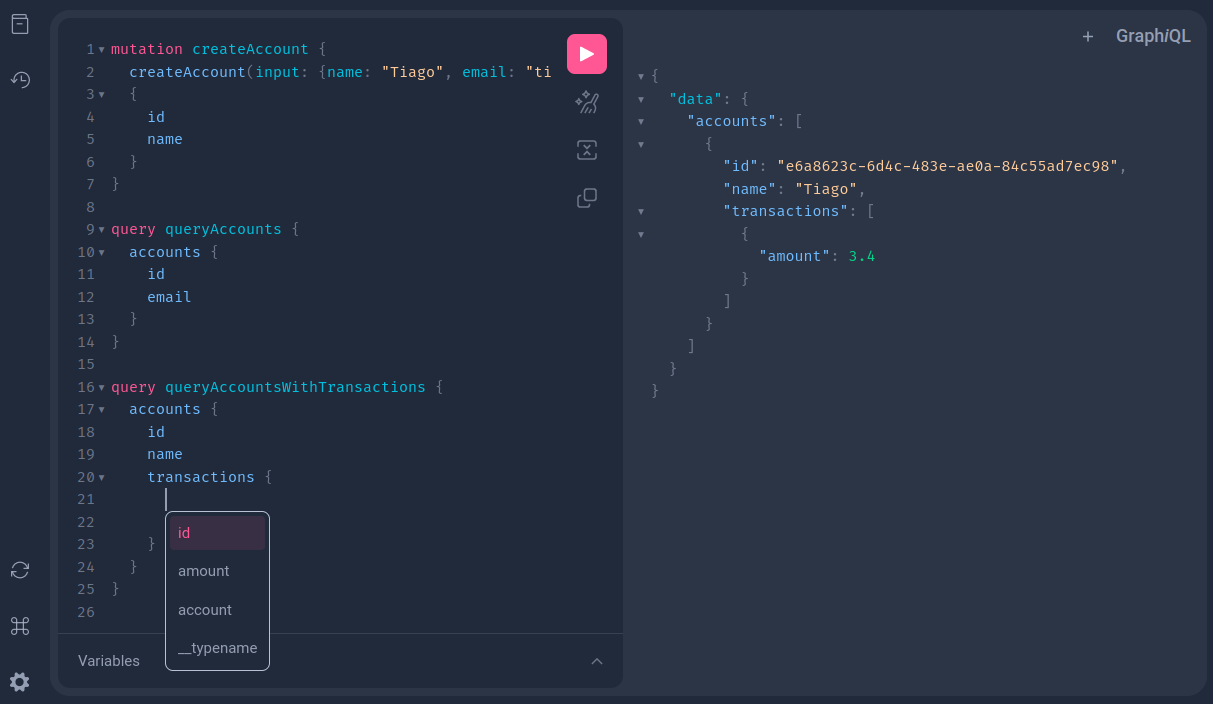 1 mutation createAccount {
2 createAccount(input: {name: "Tiago", email: "ti
3 {
4 id
5 name
6 }
7 }
8
9 query queryAccounts {
10 accounts {
11 id
12 email
13 }
14 }
15
16 query queryAccountsWithTransactions {
17 accounts {
18 id
19 name
20 transactions {
21
22
23 }
24 }
25 }
26
id
amount
account
__typename
Variables
+ GraphiQL
{
"data": {
"accounts": [
{
"id": "e6a8623c-6d4c-483e-ae0a-84c55ad7ec98",
"name": "Tiago",
"transactions": [
{
"amount": 3.4
}
]
}
]
}
}